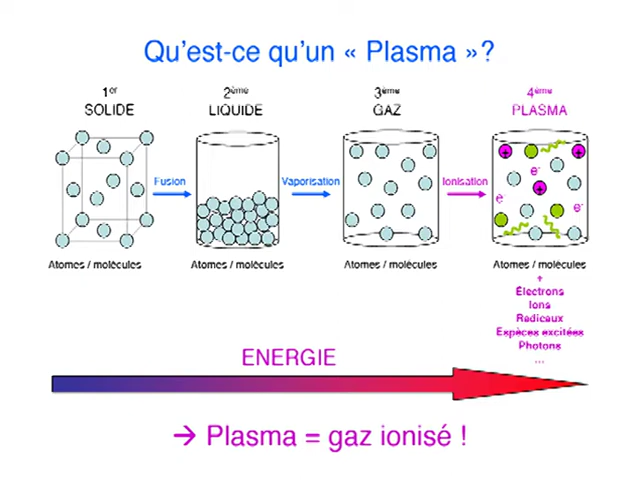 Qu'est-ce qu'un « Plasma »?
1er
SOLIDE
2ème
LIQUIDE
3ème
GAZ
4ème
PLASMA
Fusion
Vaporisation
Ionisation
+
e-
+
e-
e-
+
Atomes / molécules
Atomes / molécules
Atomes / molécules
Atomes / molécules
+
Électrons
Ions
Radicaux
Espèces excitées
Photons
...
ENERGIE
→ Plasma = gaz ionisé !